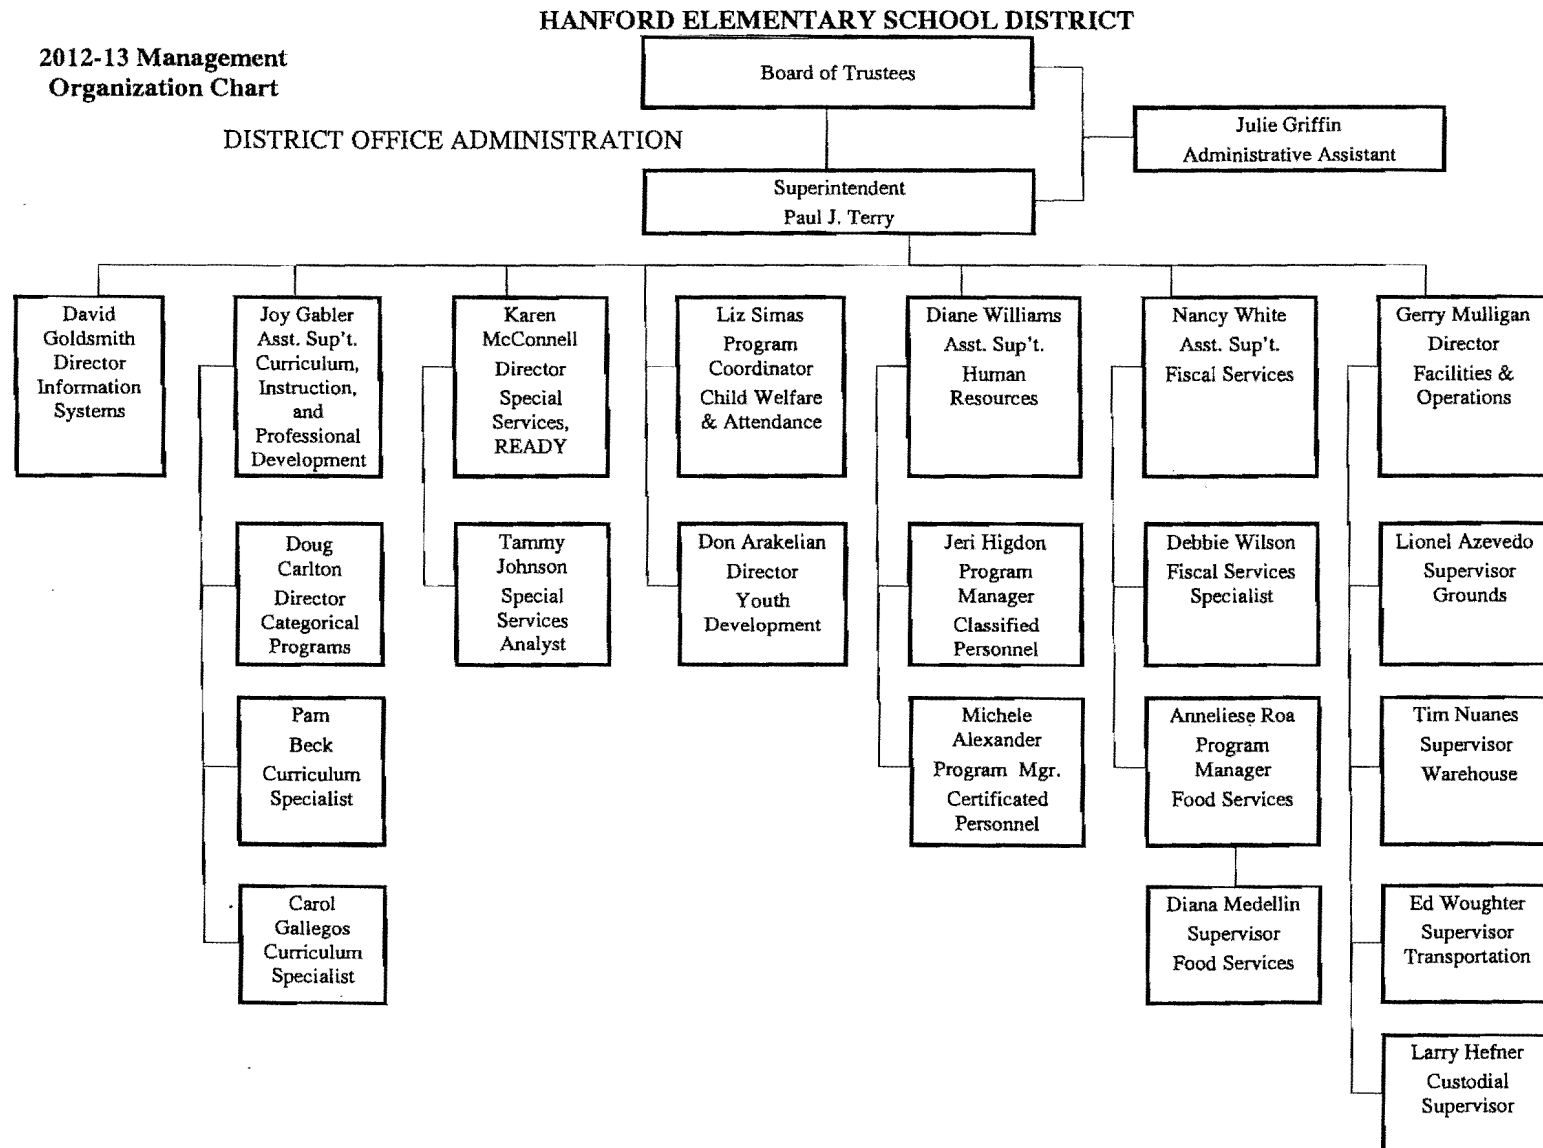 HANFORD ELEMENTARY SCHOOL DISTRICT
2012-13 Management
Organization Chart
Board of Trustees
DISTRICT OFFICE ADMINISTRATION
Julie Griffin
Administrative Assistant
Superintendent
Paul J. Terry
David
Goldsmith
Director
Information
Systems
Joy Gabler
Asst. Sup't.
Curriculum,
Instruction,
and
Professional
Development
Karen
McConnell
Director
Special
Services,
READY
Liz Simas
Program
Coordinator
Child Welfare
& Attendance
Diane Williams
Asst. Sup't.
Human
Resources
Nancy White
Asst. Sup't.
Fiscal Services
Gerry Mulligan
Director
Facilities &
Operations
Doug
Carlton
Director
Categorical
Programs
Tammy
Johnson
Special
Services
Analyst
Don Arakelian
Director
Youth
Development
Jeri Higdon
Program
Manager
Classified
Personnel
Debbie Wilson
Fiscal Services
Specialist
Lionel Azevedo
Supervisor
Grounds
Pam
Beck
Curriculum
Specialist
Michele
Alexander
Program Mgr.
Certificated
Personnel
Anneliese Roa
Program
Manager
Food Services
Tim Nuanes
Supervisor
Warehouse
Carol
Gallegos
Curriculum
Specialist
Diana Medellin
Supervisor
Food Services
Ed Woughter
Supervisor
Transportation
Larry Hefner
Custodial
Supervisor